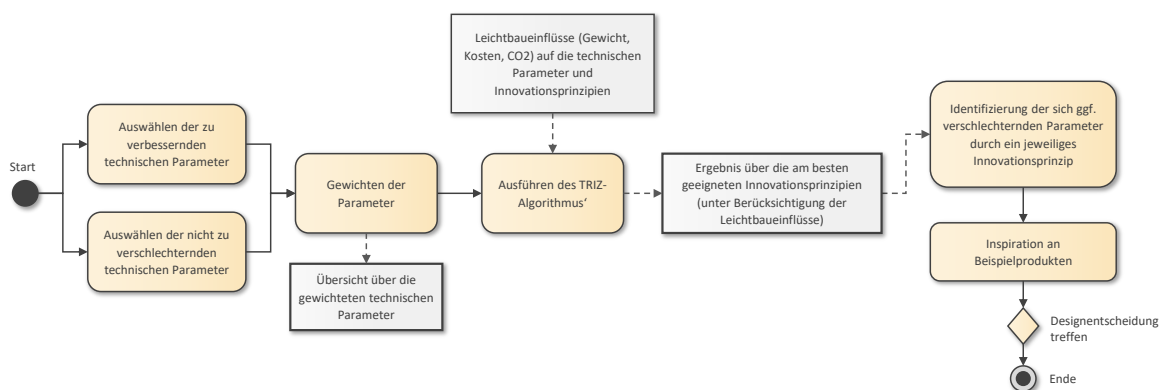 Start
Auswählen der zu
verbessernden
technischen Parameter
Auswählen der nicht zu
verschlechternden
technischen Parameter
Gewichten der
Parameter
Übersicht über die
gewichteten technischen
Parameter
Leichtbaueinflüsse (Gewicht,
Kosten, CO2) auf die technischen
Parameter und
Innovationsprinzipien
Ausführen des TRIZ-
Algorithmus‘
Ergebnis über die am besten
geeigneten Innovationsprinzipien
(unter Berücksichtigung der
Leichtbaueinflüsse)
Identifizierung der sich ggf.
verschlechternden Parameter
durch ein jeweiliges
Innovationsprinzip
Inspiration an
Beispielprodukten
Designentscheidung
treffen
Ende